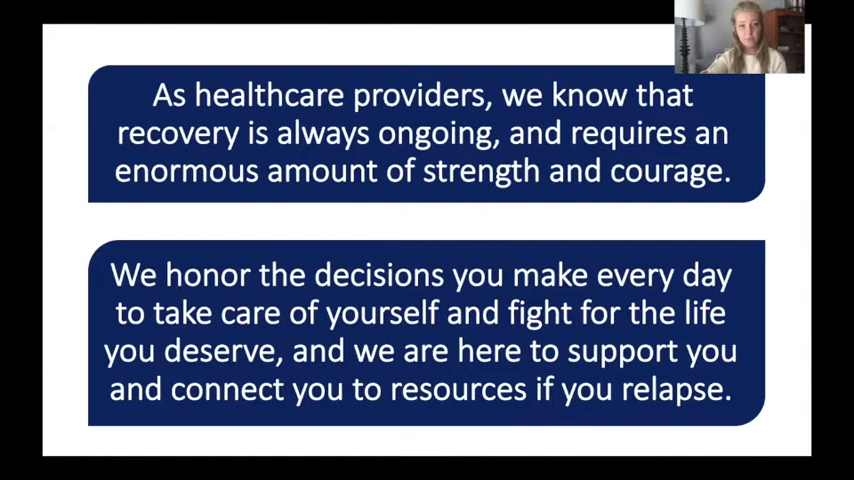 As healthcare providers, we know that
recovery is always ongoing, and requires an
enormous amount of strength and courage.
We honor the decisions you make every day
to take care of yourself and fight for the life
you deserve, and we are here to support you
and connect you to resources if you relapse.